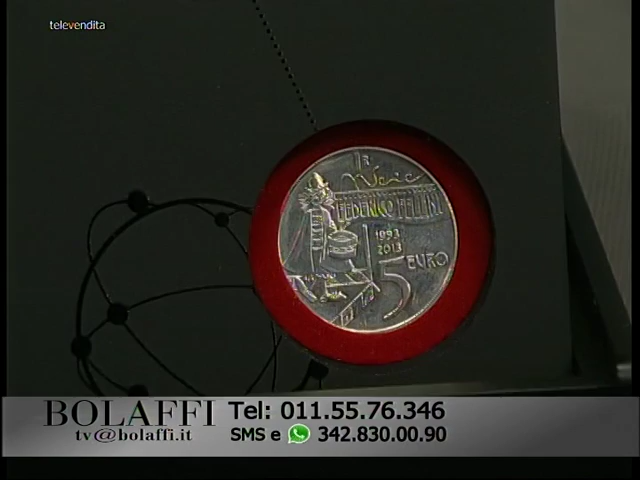 televendita
R
FEDERICO FELLINI
1993
2013
5 EURO
BOLAFFI
tv@bolaffi.it
Tel: 011.55.76.346
SMS e 342.830.00.90